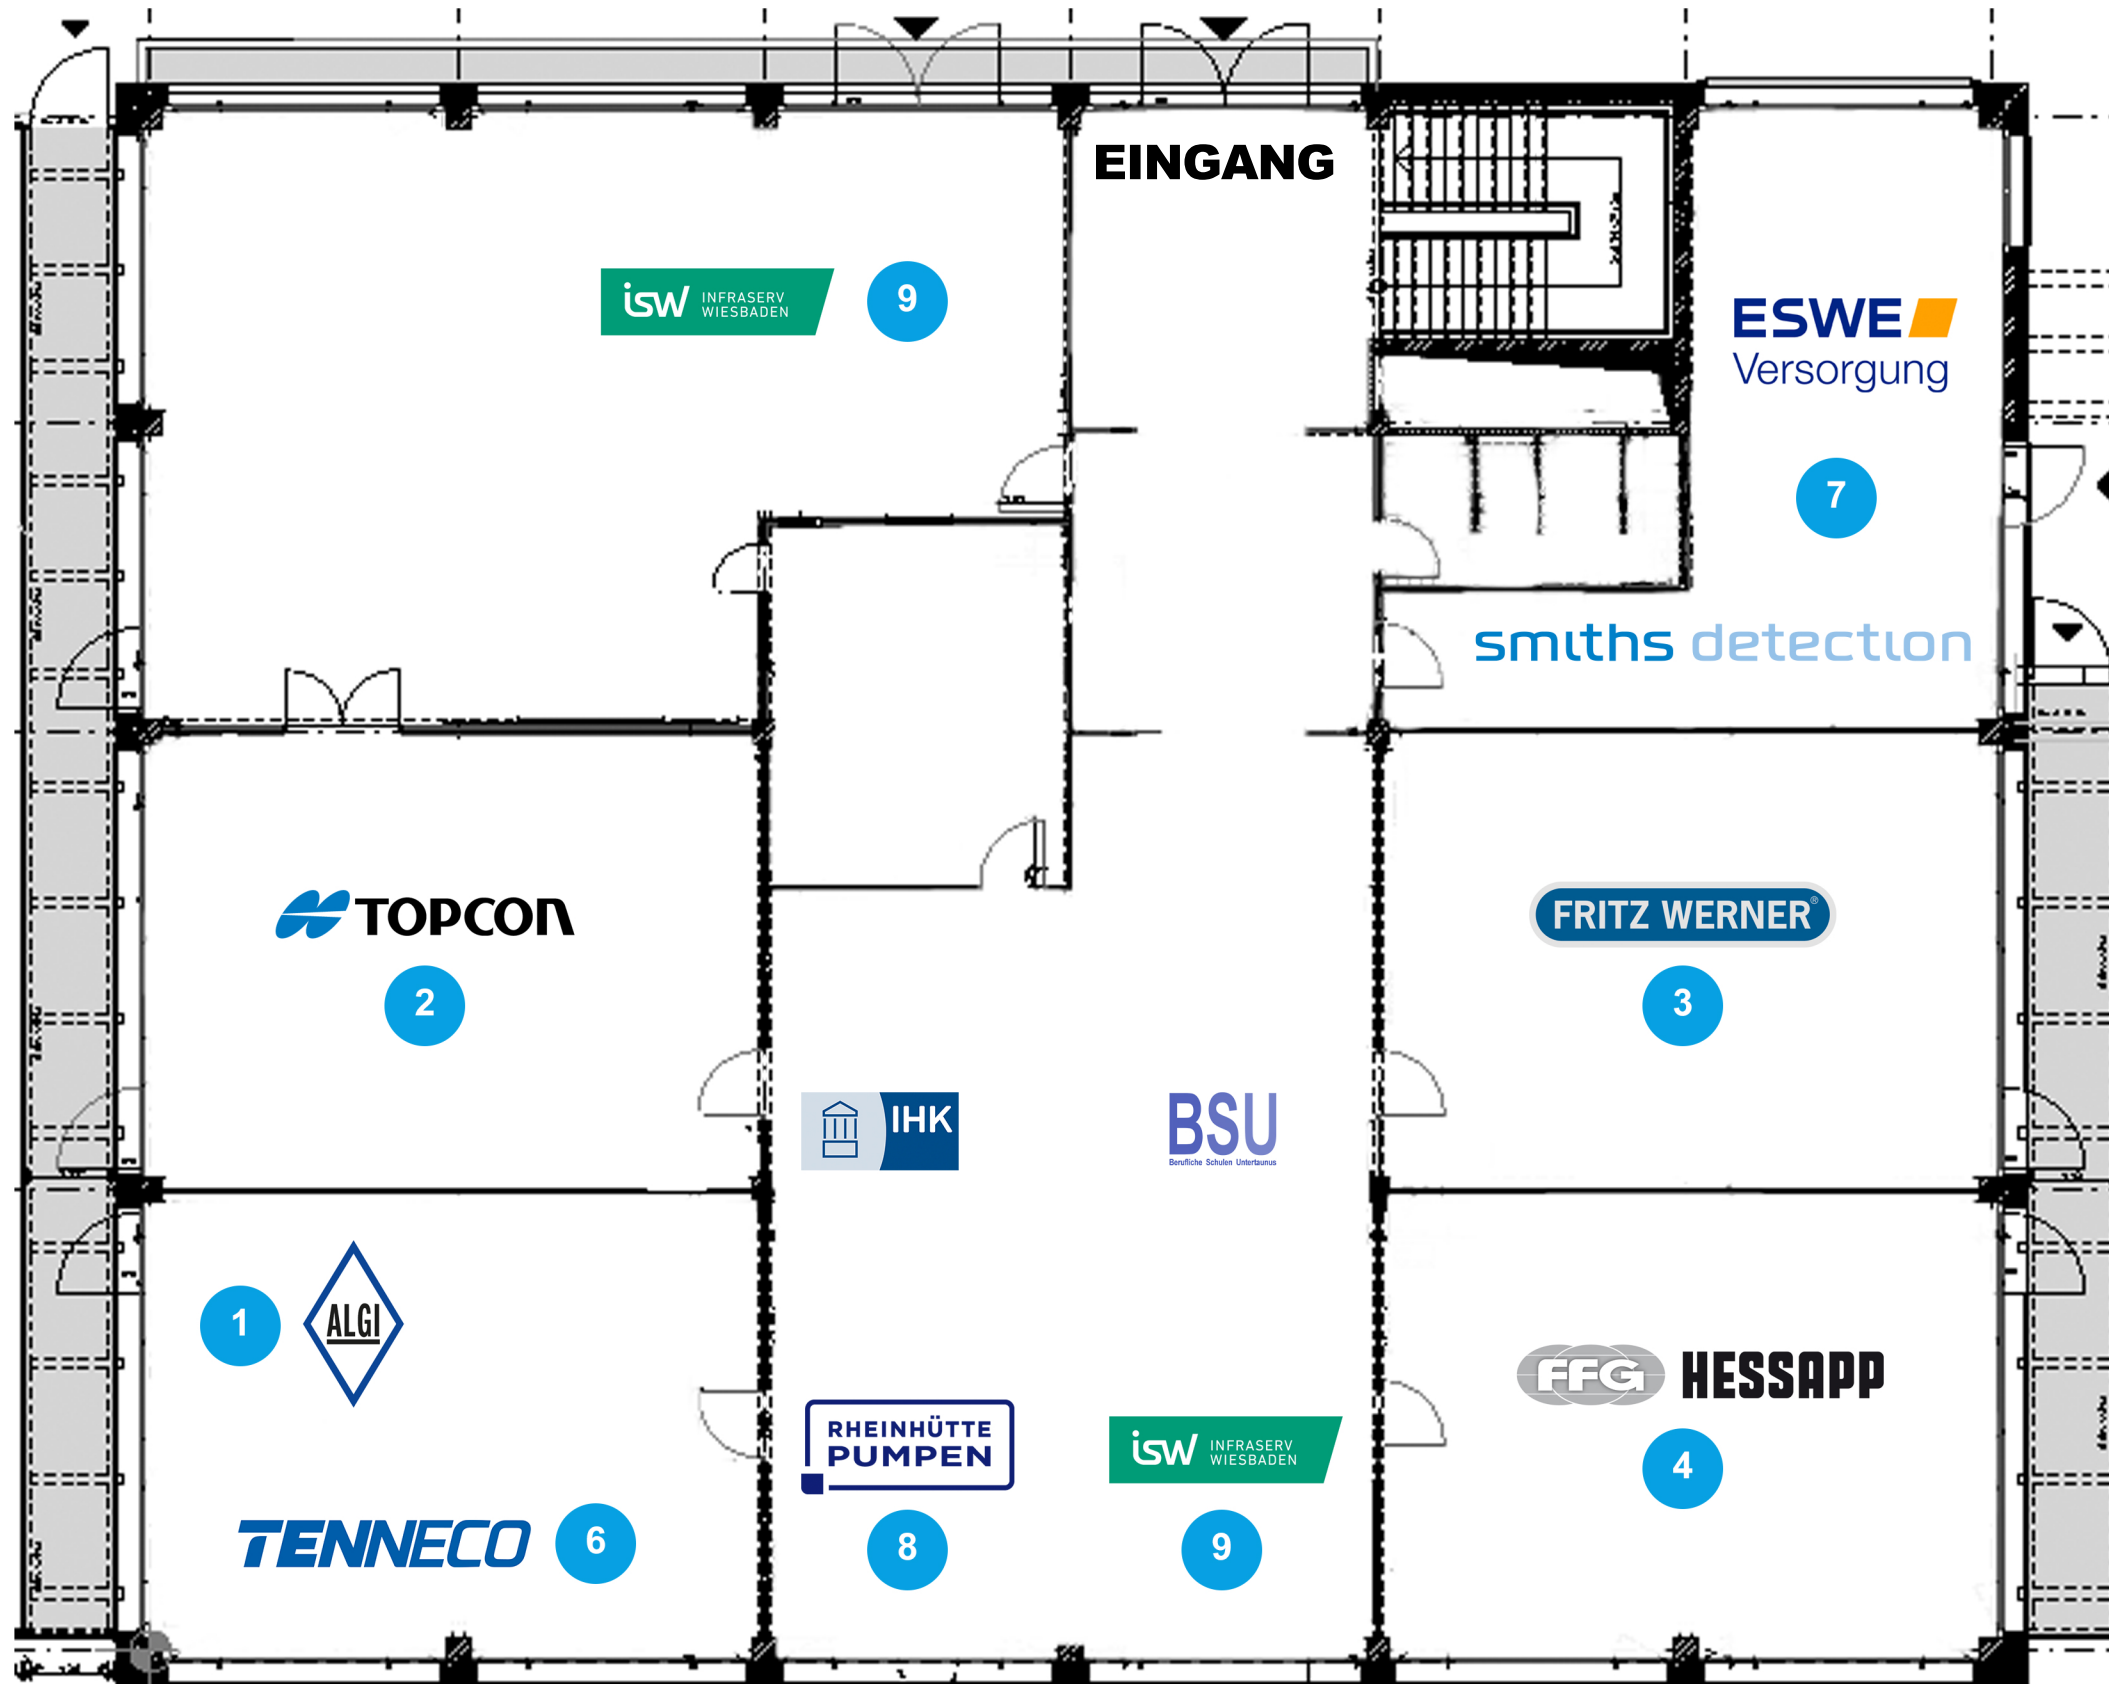 EINGANG
isw INFRASERV
WIESBADEN
9
ESWE
Versorgung
7
smiths detection
TOPCON
2
FRITZ WERNER®
3
IHK
BSU
Berufliche Schulen Untertaunus
1
ALGI
FFG HESSAPP
4
RHEINHÜTTE
PUMPEN
8
isw INFRASERV
WIESBADEN
9
TENNECO
6